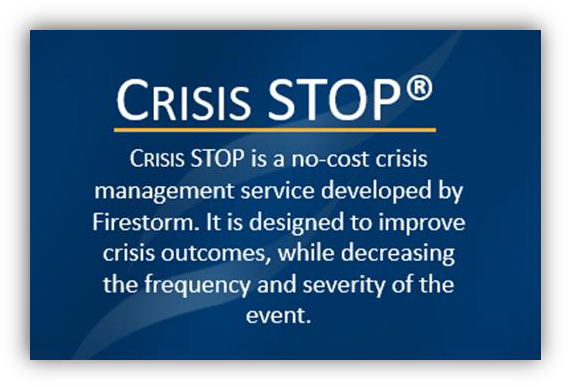 CRISIS STOP®
CRISIS STOP is a no-cost crisis
management service developed by
Firestorm. It is designed to improve
crisis outcomes, while decreasing
the frequency and severity of the
event.